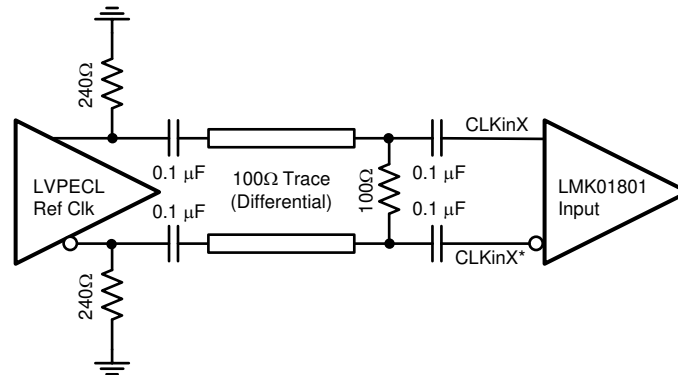 240Ω
CLKinX
0.1 µF
0.1 µF
LVPECL
Ref Clk
100Ω Trace
(Differential)
100Ω
LMK01801
Input
0.1 µF
0.1 µF
CLKinX*
240Ω